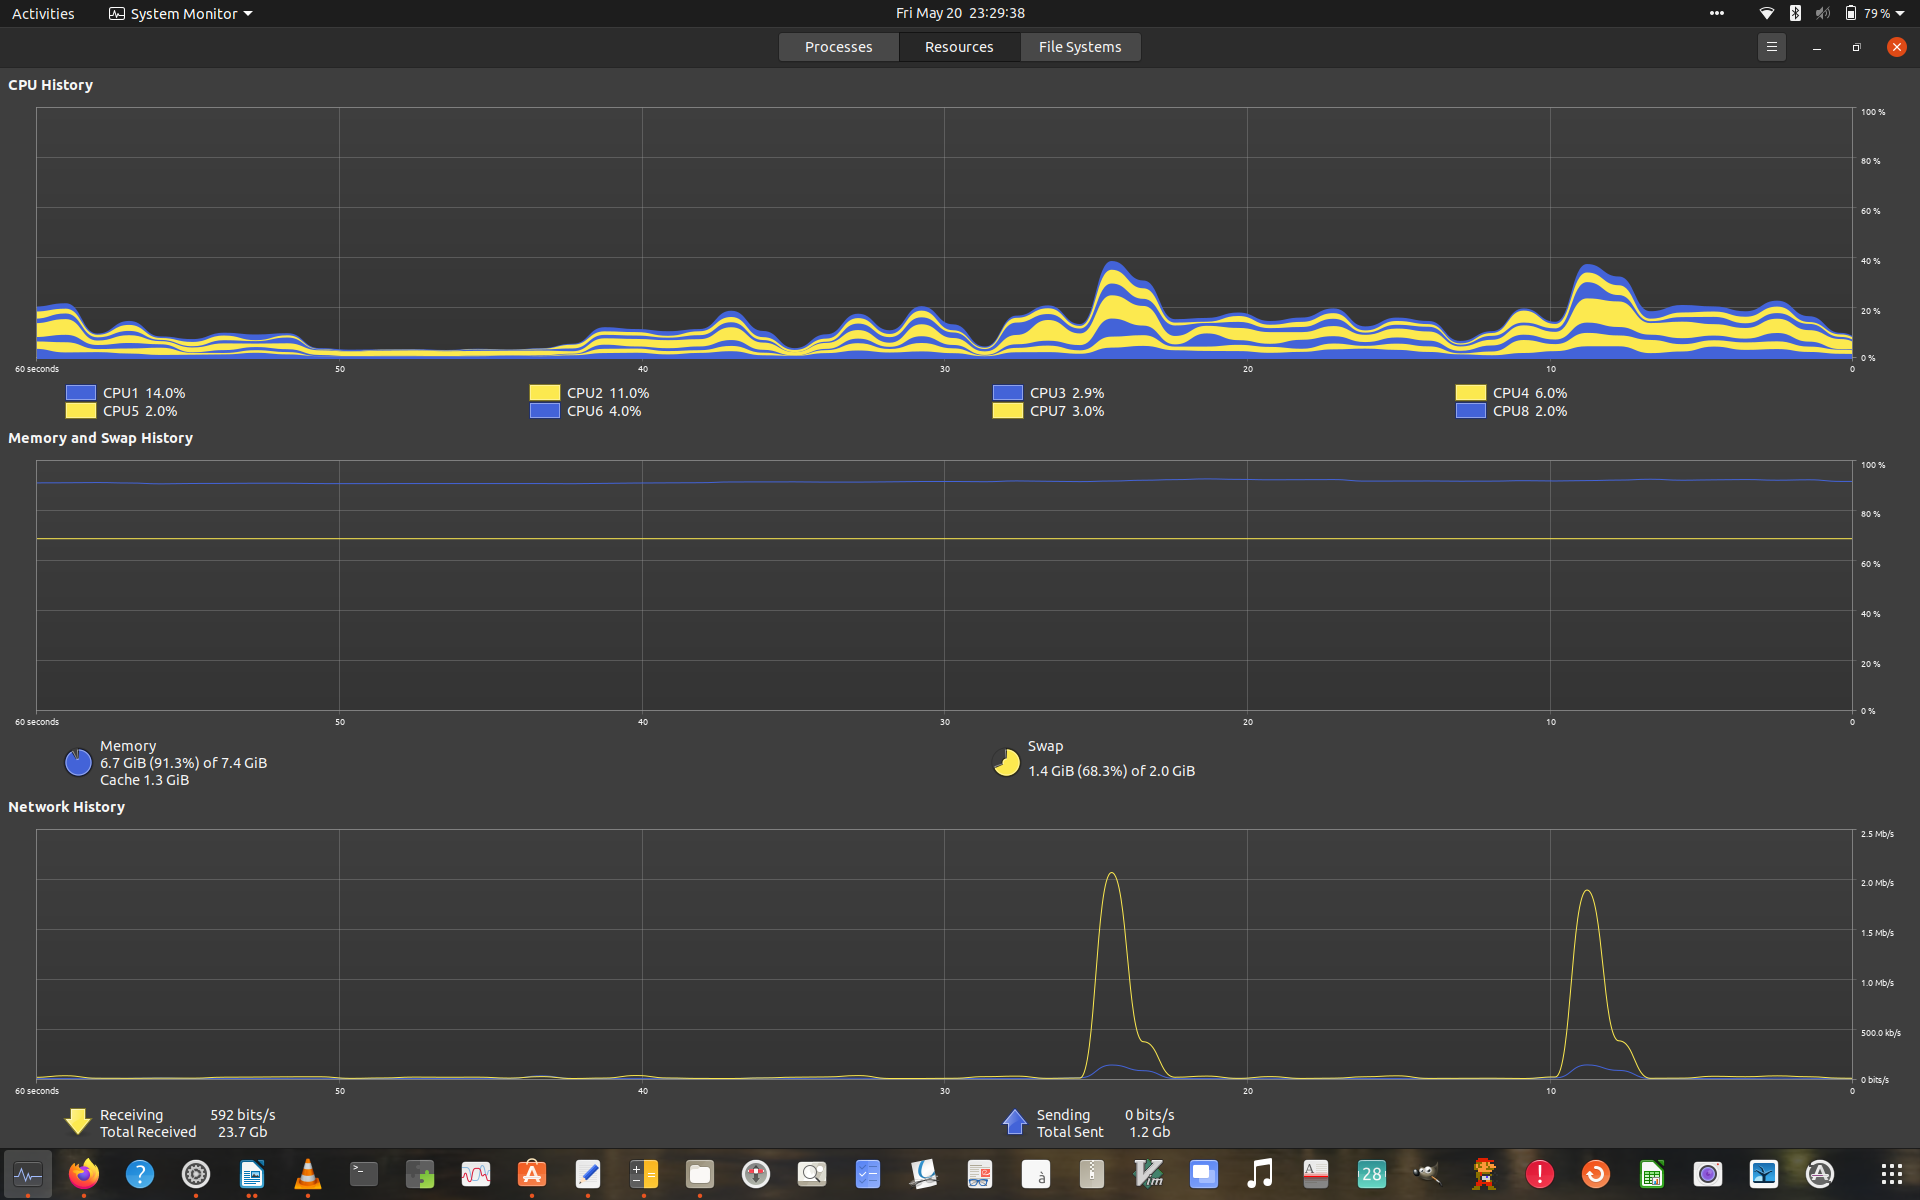 Activities System Monitor Fri May 20 23:29:38 79 %
Processes Resources File Systems
CPU History
100 %
80 %
60 %
40 %
20 %
0 %
60 seconds 50 40 30 20 10 0
CPU1 14.0% CPU2 11.0% CPU3 2.9% CPU4 6.0%
CPU5 2.0% CPU6 4.0% CPU7 3.0% CPU8 2.0%
Memory and Swap History
100 %
80 %
60 %
40 %
20 %
0 %
60 seconds 50 40 30 20 10 0
Memory Swap
6.7 GiB (91.3%) of 7.4 GiB 1.4 GiB (68.3%) of 2.0 GiB
Cache 1.3 GiB
Network History
2.5 Mb/s
2.0 Mb/s
1.5 Mb/s
1.0 Mb/s
500.0 kb/s
0 bits/s
60 seconds 50 40 30 20 10 0
Receiving 592 bits/s Sending 0 bits/s
Total Received 23.7 Gb Total Sent 1.2 Gb
? >_ A à Vim A 28 ! A